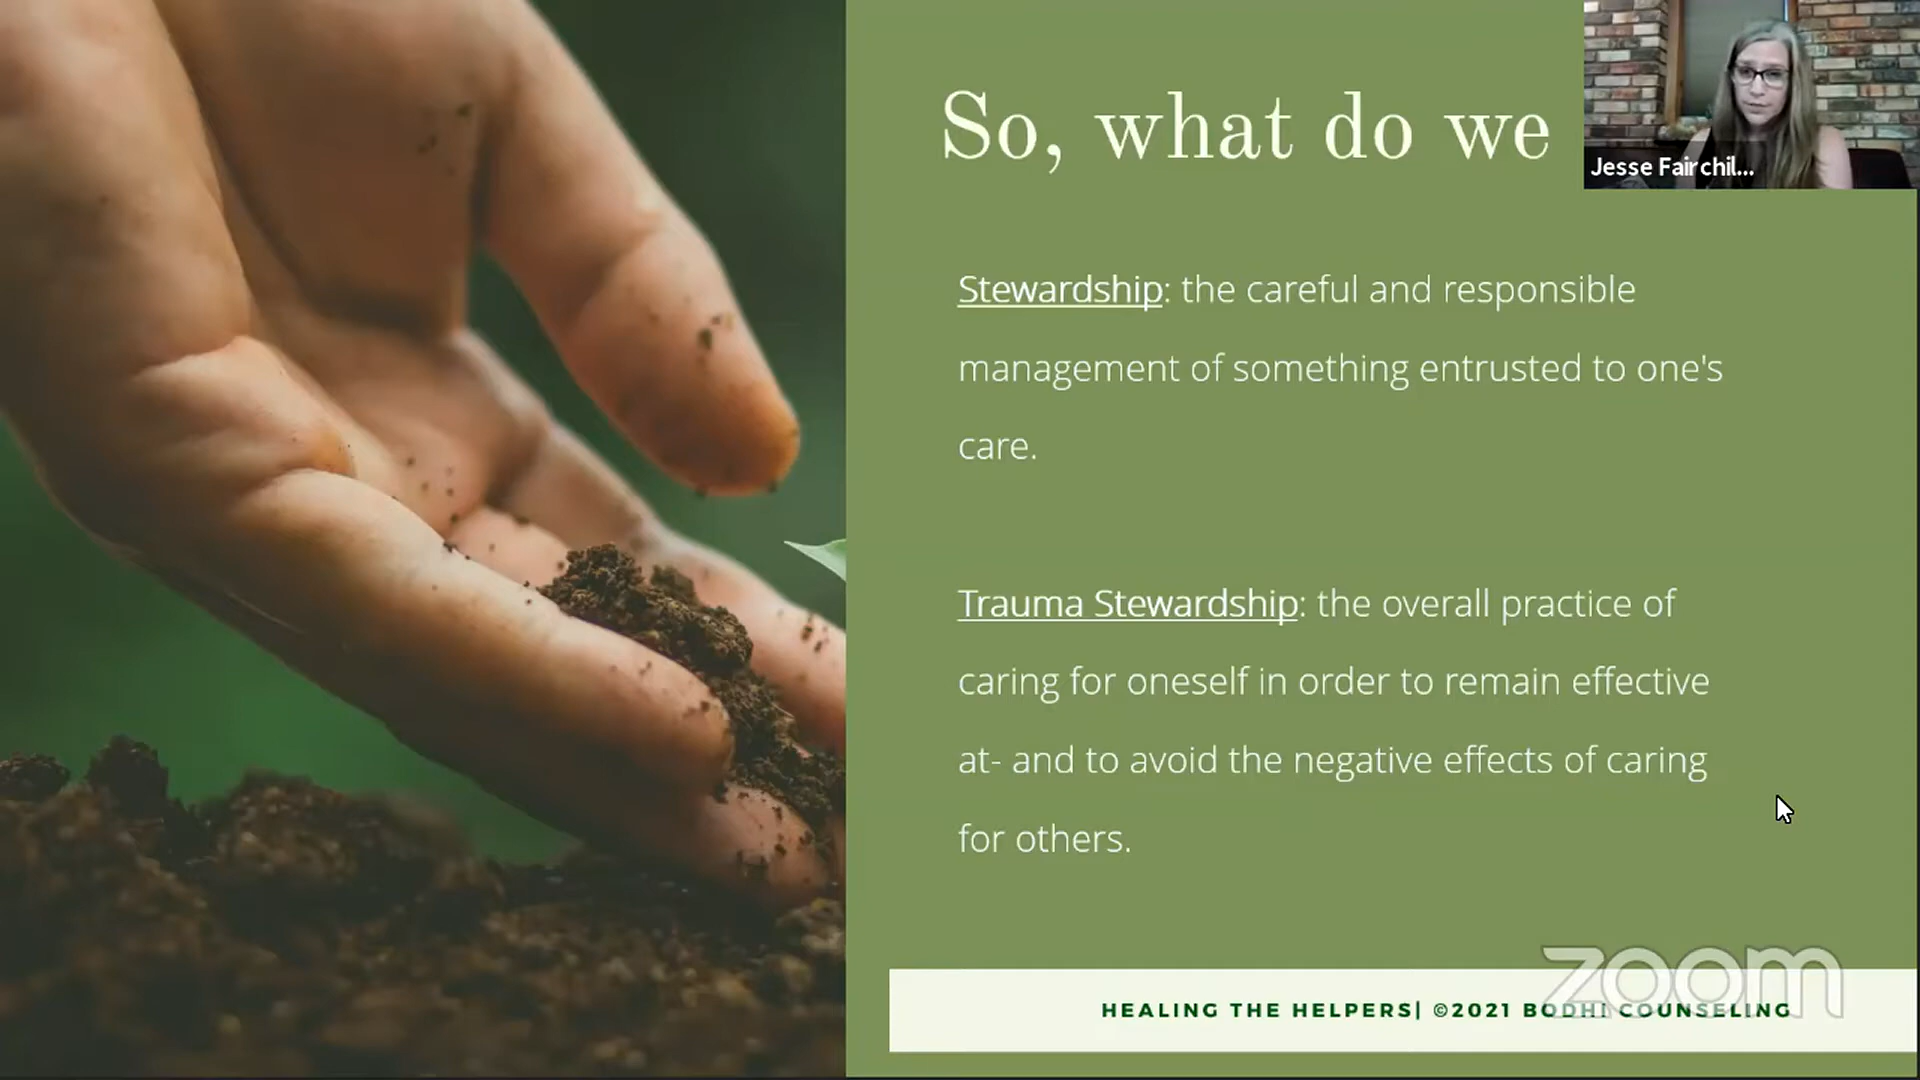 So, what do we
Jesse Fairchil...
Stewardship: the careful and responsible
management of something entrusted to one's
care.
Trauma Stewardship: the overall practice of
caring for oneself in order to remain effective
at- and to avoid the negative effects of caring
for others.
zoom
HEALING THE HELPERS| ©2021 BODHI COUNSELING